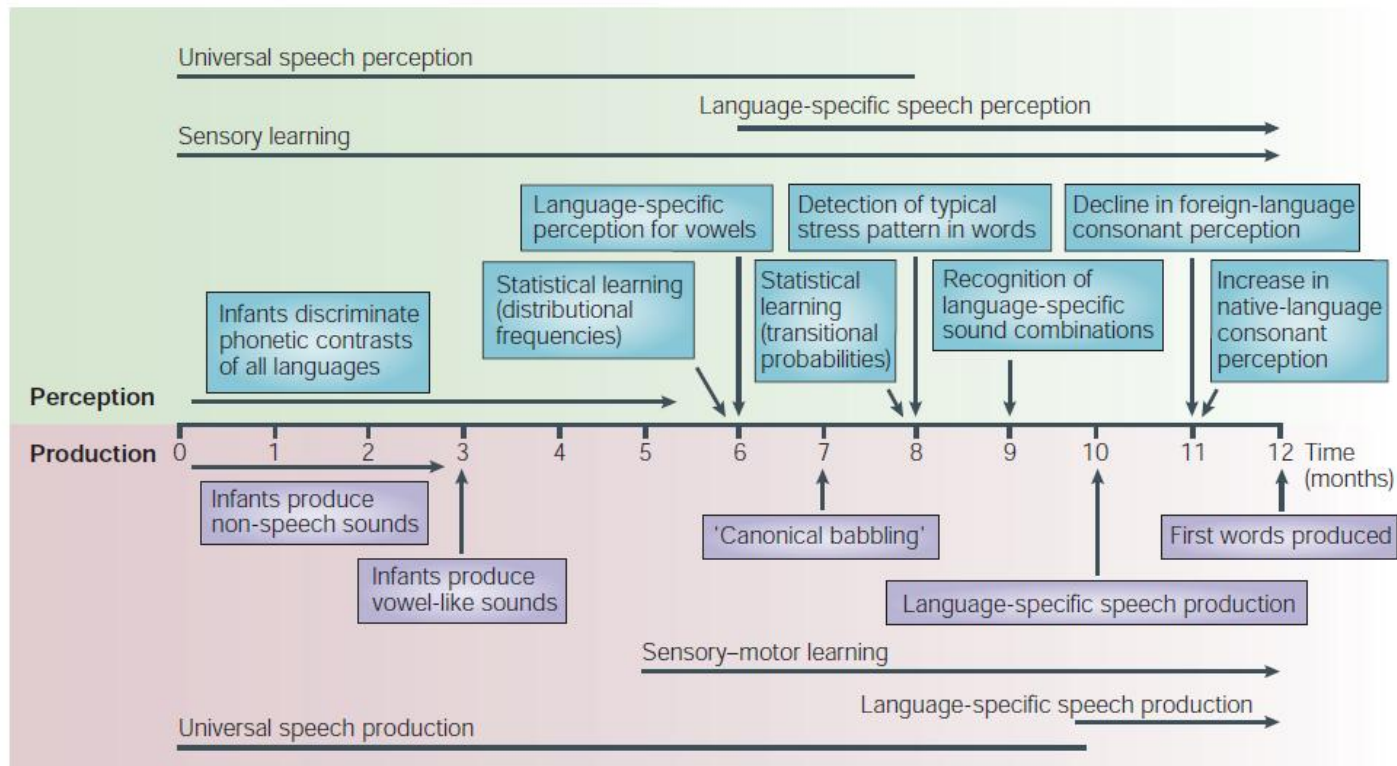 Universal speech perception
Language-specific speech perception
Sensory learning
Language-specific
perception for vowels
Detection of typical
stress pattern in words
Decline in foreign-language
consonant perception
Statistical learning
(distributional
frequencies)
Statistical
learning
(transitional
probabilities)
Recognition of
language-specific
sound combinations
Increase in
native-language
consonant
perception
Infants discriminate
phonetic contrasts
of all languages
Perception
Production
0 1 2 3 4 5 6 7 8 9 10 11 12 Time
(months)
Infants produce
non-speech sounds
Infants produce
vowel-like sounds
'Canonical babbling'
First words produced
Language-specific speech production
Sensory–motor learning
Language-specific speech production
Universal speech production